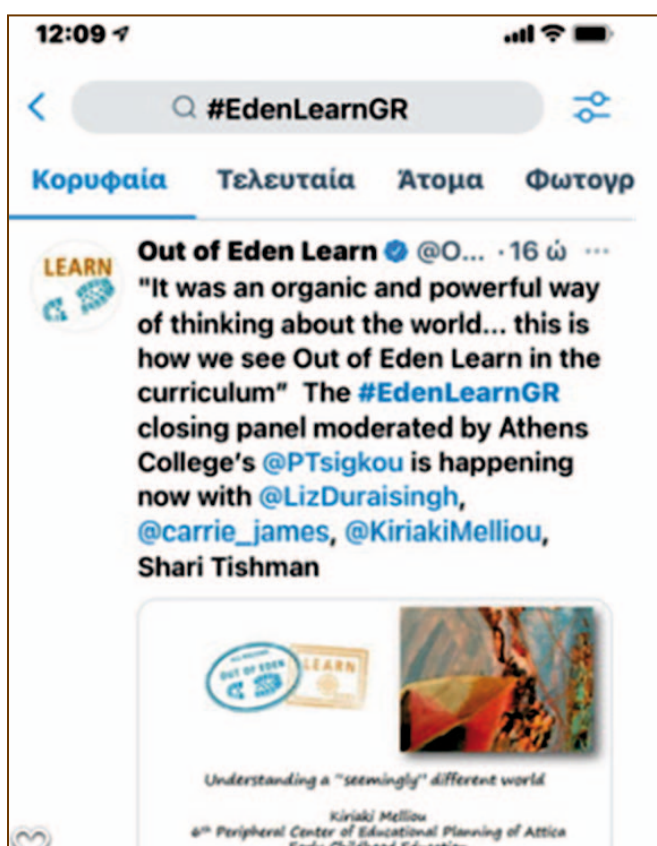 12:09
#EdenLearnGR
Κορυφαία Τελευταία Άτομα Φωτογρ
LEARN
Out of Eden Learn @O... · 16 ώ ...
"It was an organic and powerful way
of thinking about the world... this is
how we see Out of Eden Learn in the
curriculum" The #EdenLearnGR
closing panel moderated by Athens
College's @PTsigkou is happening
now with @LizDuraisingh,
@carrie_james, @KiriakiMelliou,
Shari Tishman
OUT OF EDEN LEARN
Understanding a "seemingly" different world
Kiriaki Melliou
6th Peripheral Center of Educational Planning of Attica
Early Childhood Education